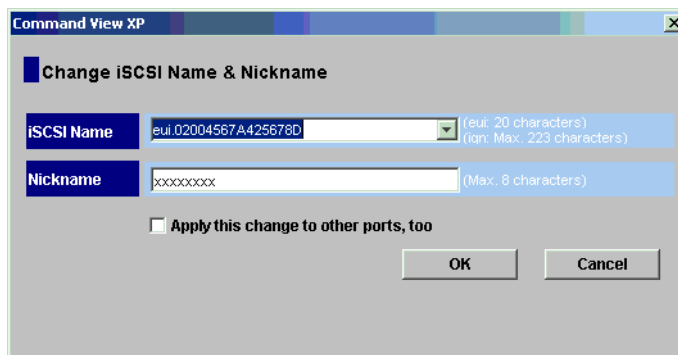 Command View XP
Change iSCSI Name & Nickname
iSCSI Name eui.02004567A425678D (eui: 20 characters)
(iqn: Max. 223 characters)
Nickname xxxxxxxx (Max. 8 characters)
Apply this change to other ports, too
OK Cancel